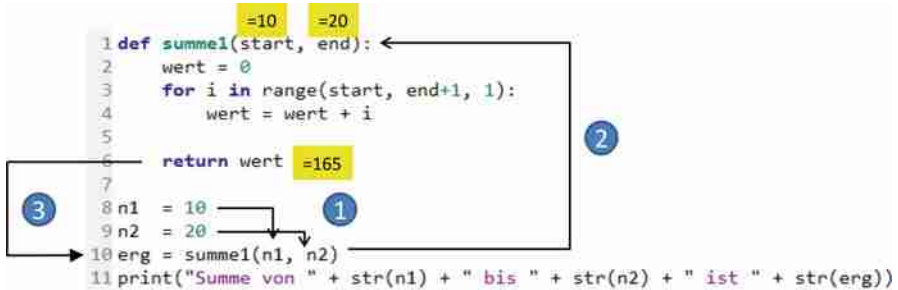 =10 =20
1 def summe1(start, end):
2 wert = 0
3 for i in range(start, end+1, 1):
4 wert = wert + i
5
6 return wert =165
2
7
3
8 n1 = 10
1
9 n2 = 20
10 erg = summe1(n1, n2)
11 print("Summe von " + str(n1) + " bis " + str(n2) + " ist " + str(erg))